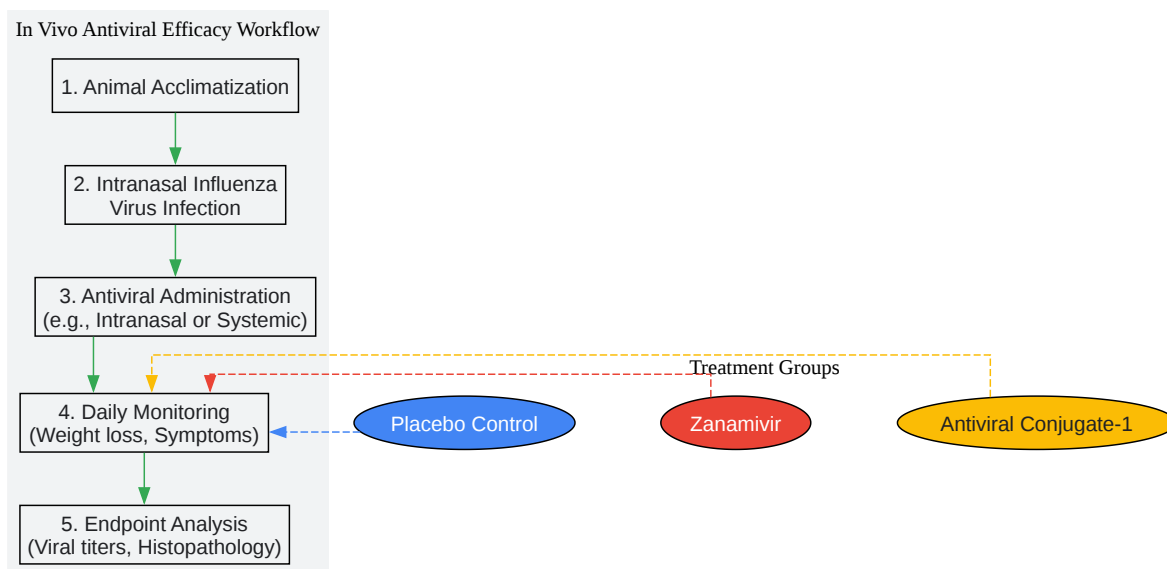 In Vivo Antiviral Efficacy Workflow
1. Animal Acclimatization
2. Intranasal Influenza
Virus Infection
3. Antiviral Administration
(e.g., Intranasal or Systemic)
Treatment Groups
4. Daily Monitoring
(Weight loss, Symptoms)
Placebo Control
Zanamivir
Antiviral Conjugate-1
5. Endpoint Analysis
(Viral titers, Histopathology)